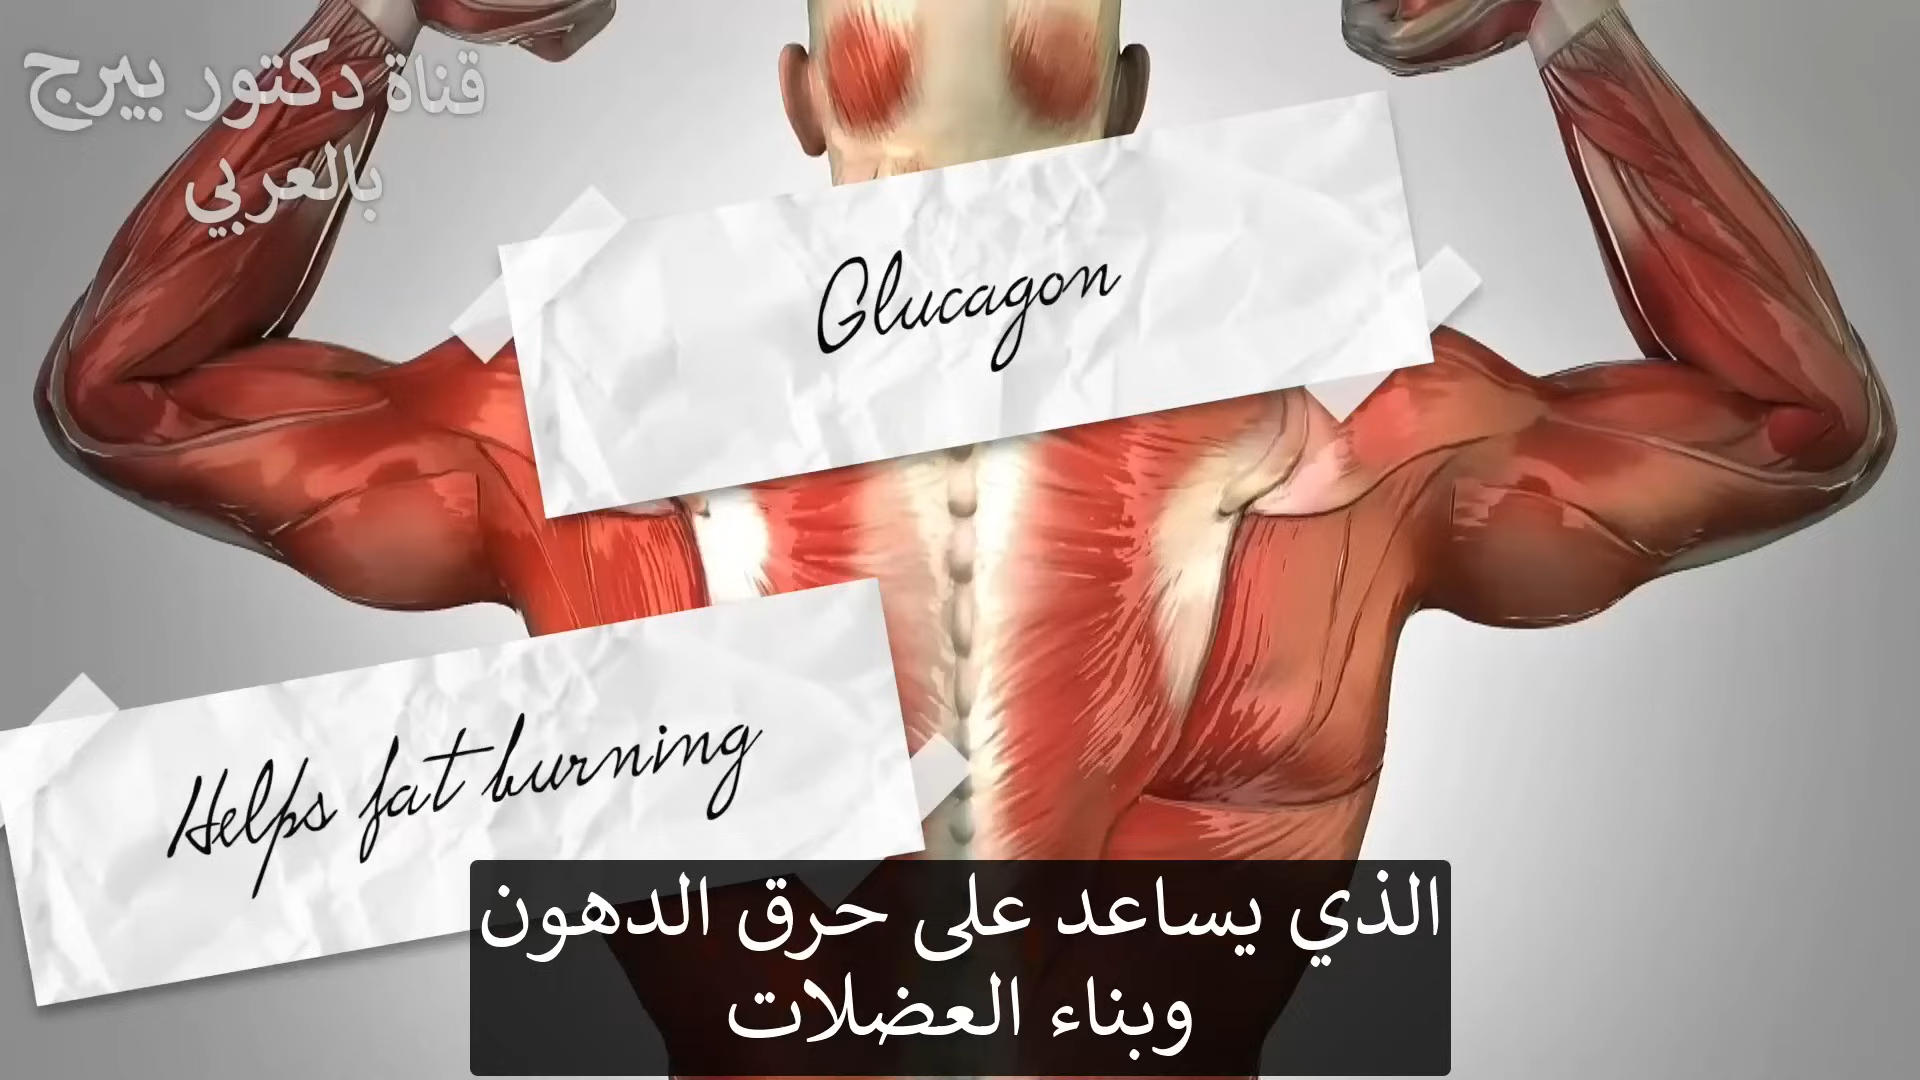 قناة دكتور بيرج
بالعربي
Glucagon
Helps fat burning
الذي يساعد على حرق الدهون
وبناء العضلات